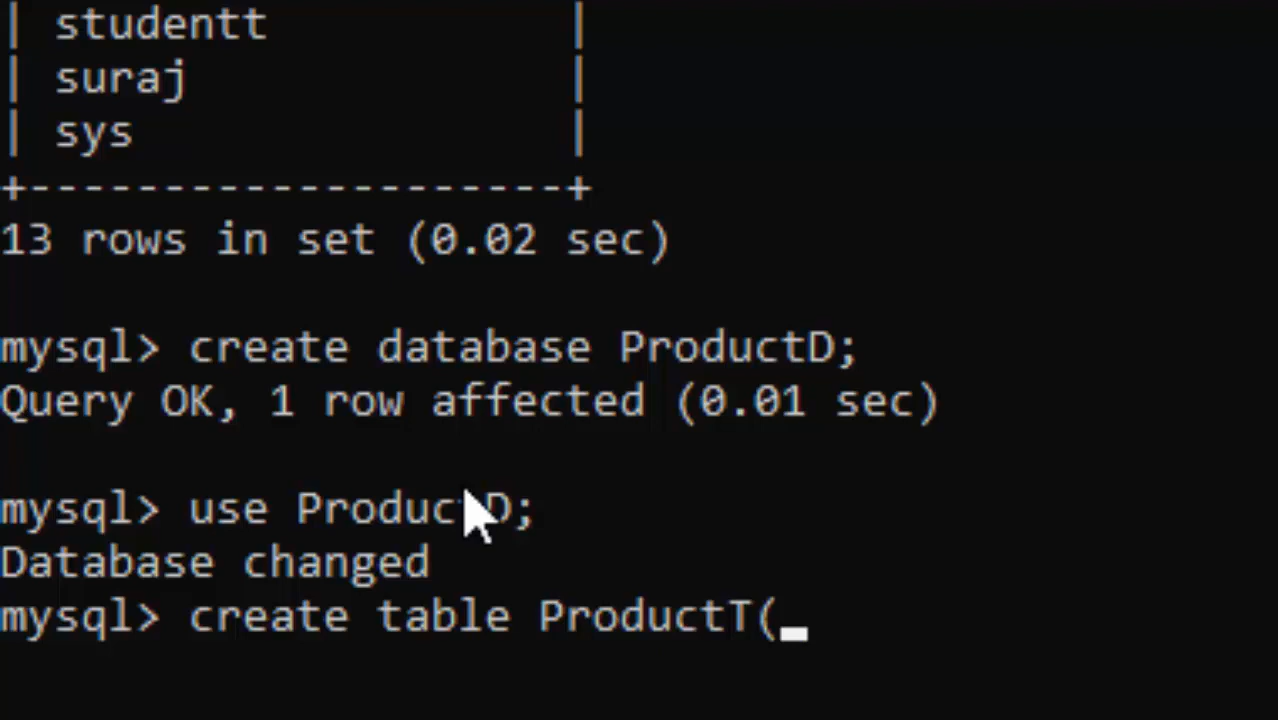 | studentt |
| suraj |
| sys |
+--------------------+
13 rows in set (0.02 sec)
mysql> create database ProductD;
Query OK, 1 row affected (0.01 sec)
mysql> use ProductD;
Database changed
mysql> create table ProductT(